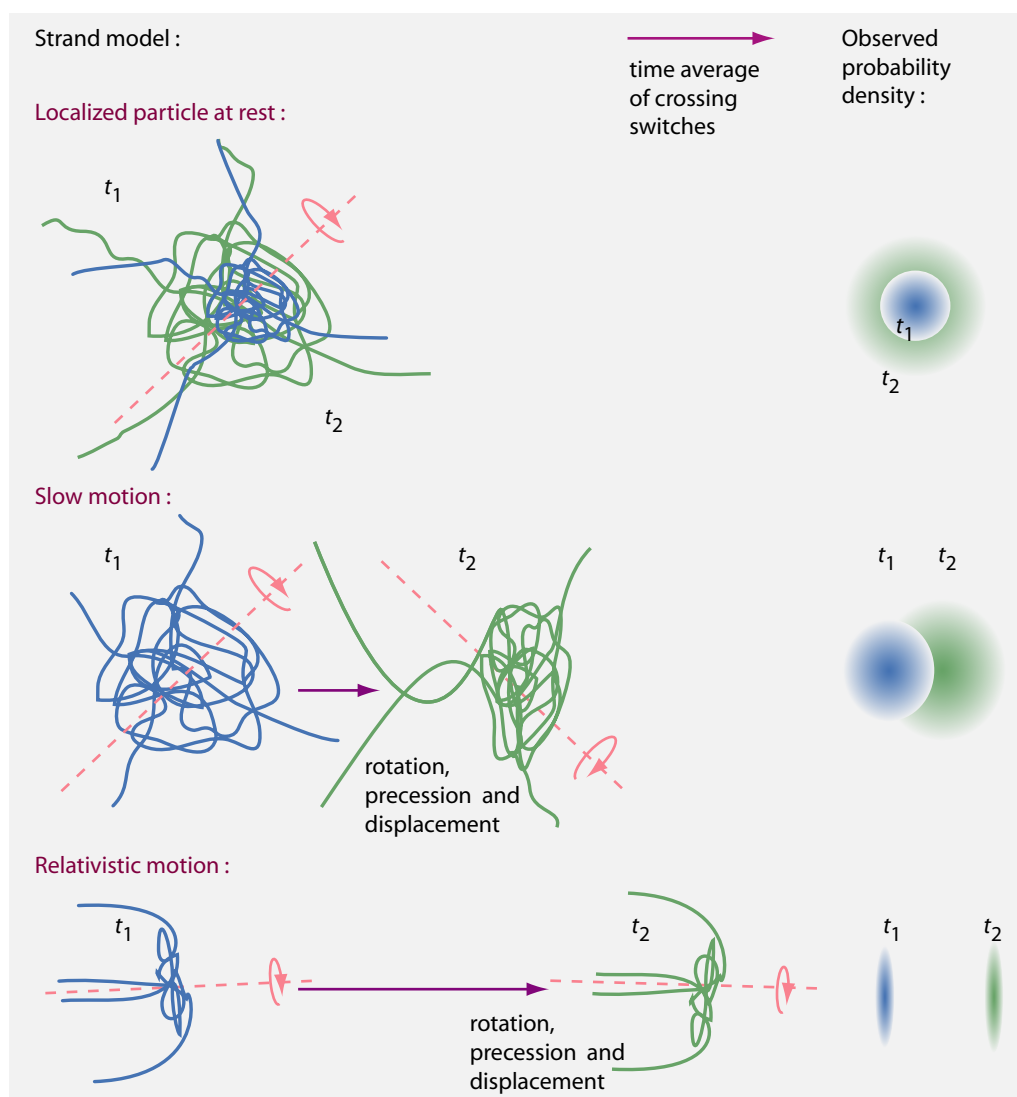 Strand model :
time average
of crossing
switches
Observed
probability
density :
Localized particle at rest :
t1
t2
t1
t2
Slow motion :
t1
t2
rotation,
precession and
displacement
t1 t2
Relativistic motion :
t1
t2
rotation,
precession and
displacement
t1 t2